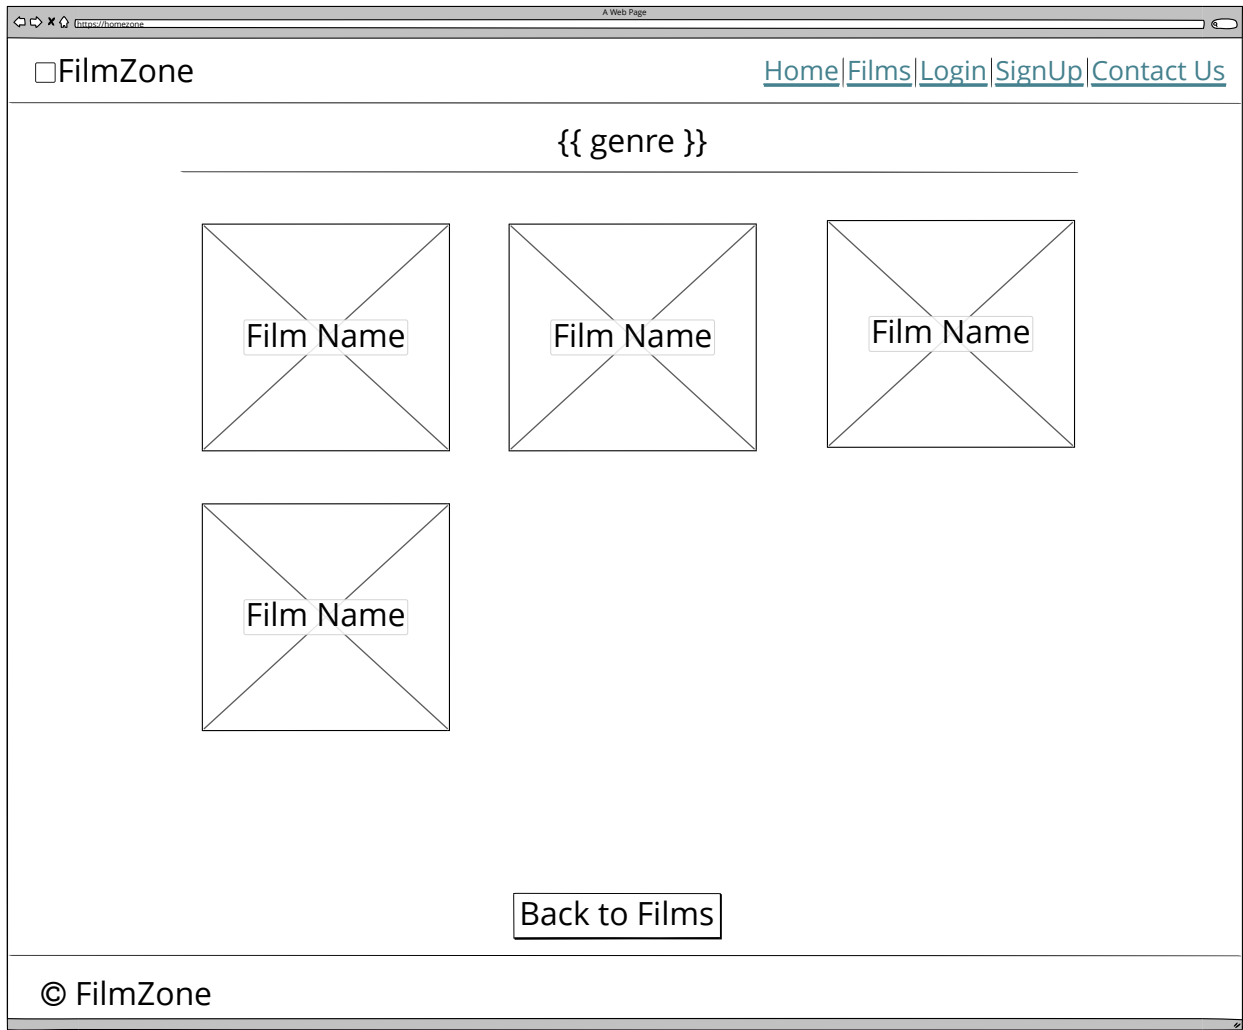 A Web Page
https://homezone
FilmZone
Home|Films|Login|SignUp|Contact Us
{{ genre }}
Film Name Film Name Film Name
Film Name
Back to Films
© FilmZone